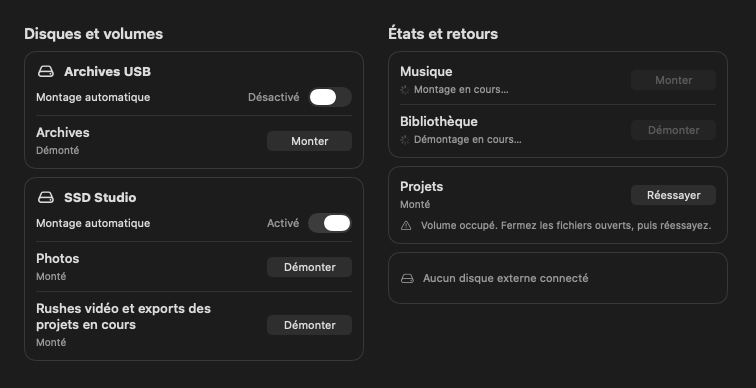 Disques et volumes
Archives USB
Montage automatique
Désactivé
Archives
Démonté
Monter
SSD Studio
Montage automatique
Activé
Photos
Monté
Démonter
Rushes vidéo et exports des
projets en cours
Monté
Démonter
États et retours
Musique
Montage en cours…
Monter
Bibliothèque
Démontage en cours…
Démonter
Projets
Monté
Réessayer
Volume occupé. Fermez les fichiers ouverts, puis réessayez.
Aucun disque externe connecté